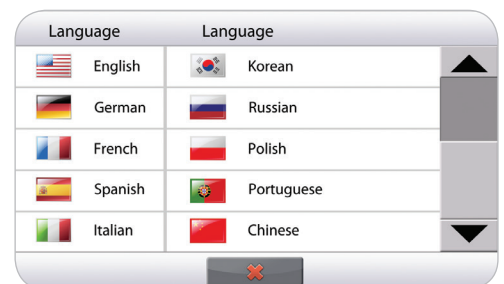 Language Language
English Korean
German Russian
French Polish
Spanish Portuguese
Italian Chinese